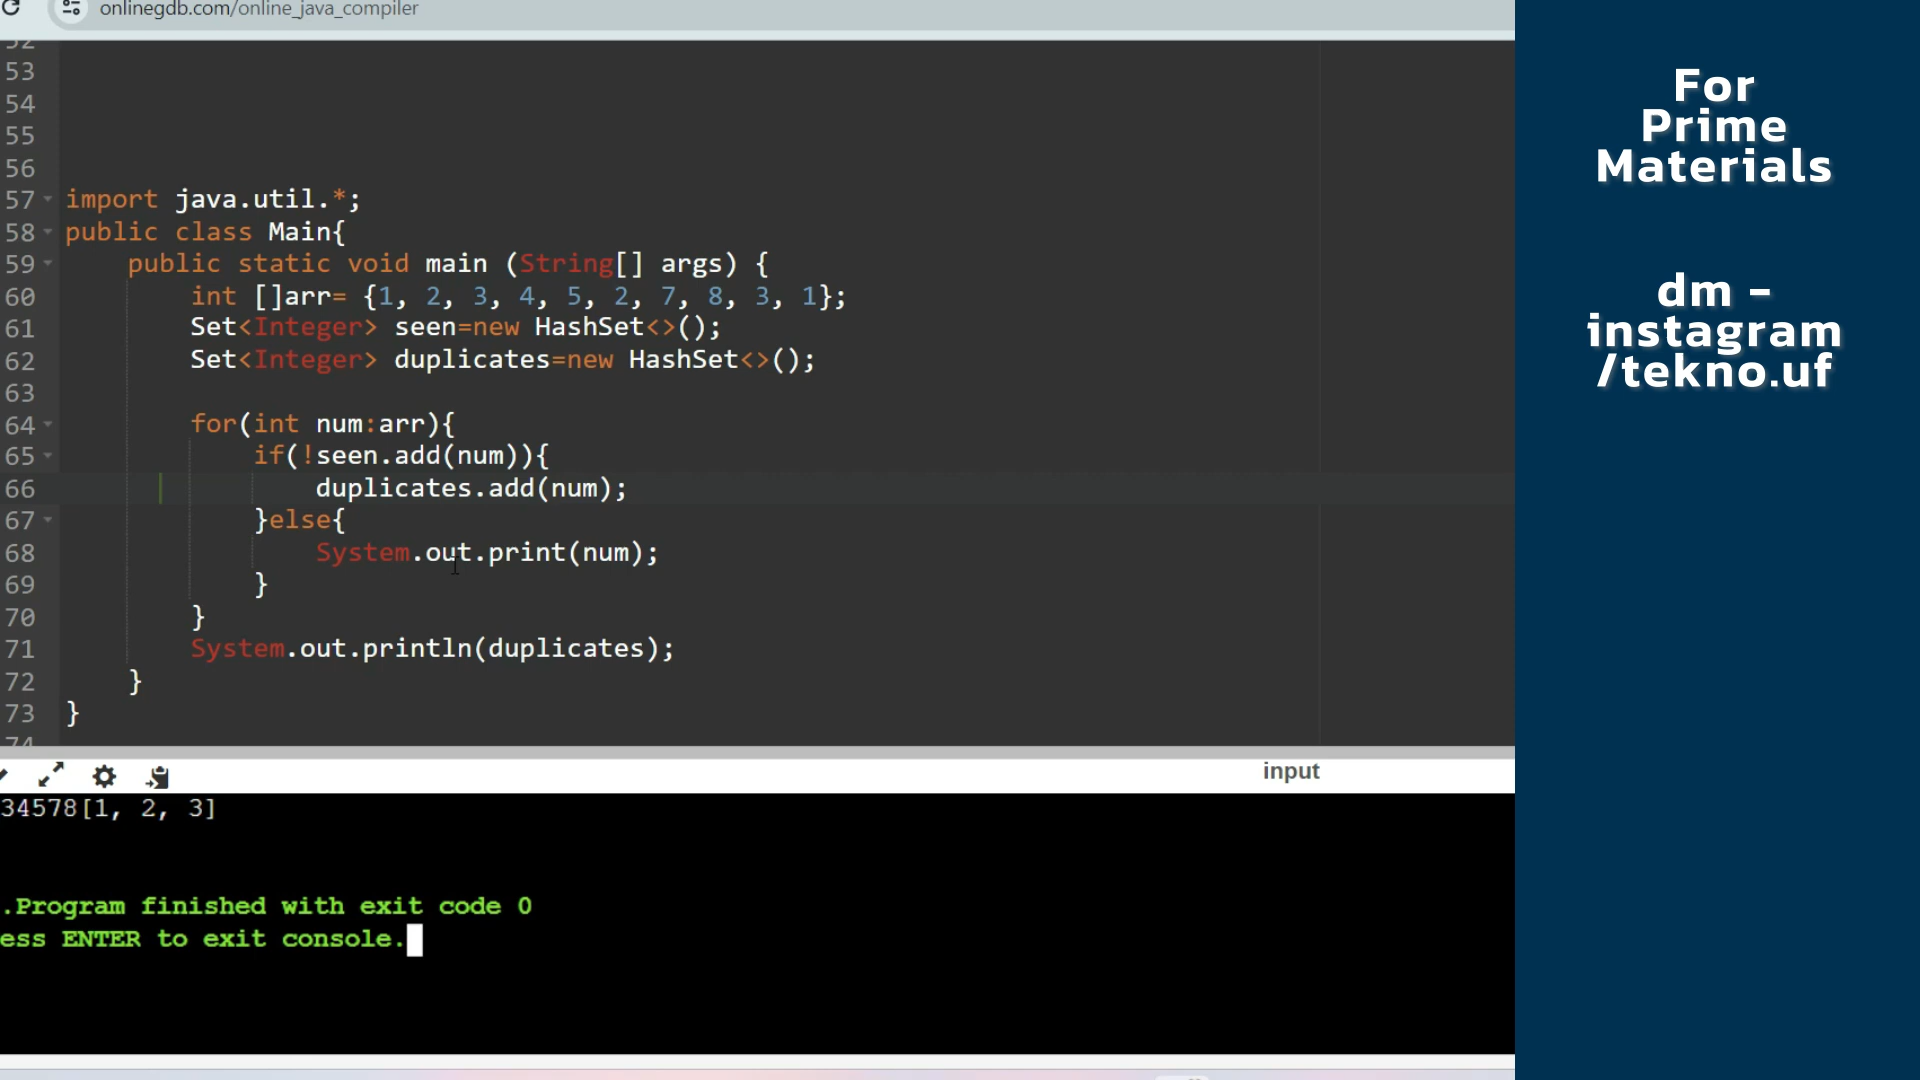 onlinegdb.com/online_java_compiler
52
53
54
55
56
57 import java.util.*;
58 public class Main{
59 public static void main (String[] args) {
60 int []arr= {1, 2, 3, 4, 5, 2, 7, 8, 3, 1};
61 Set<Integer> seen=new HashSet<>();
62 Set<Integer> duplicates=new HashSet<>();
63
64 for(int num:arr){
65 if(!seen.add(num)){
66 duplicates.add(num);
67 }else{
68 System.out.print(num);
69 }
70 }
71 System.out.println(duplicates);
72 }
73 }
74
input
34578[1, 2, 3]
.Program finished with exit code 0
ess ENTER to exit console.
For
Prime
Materials
dm -
instagram
/tekno.uf